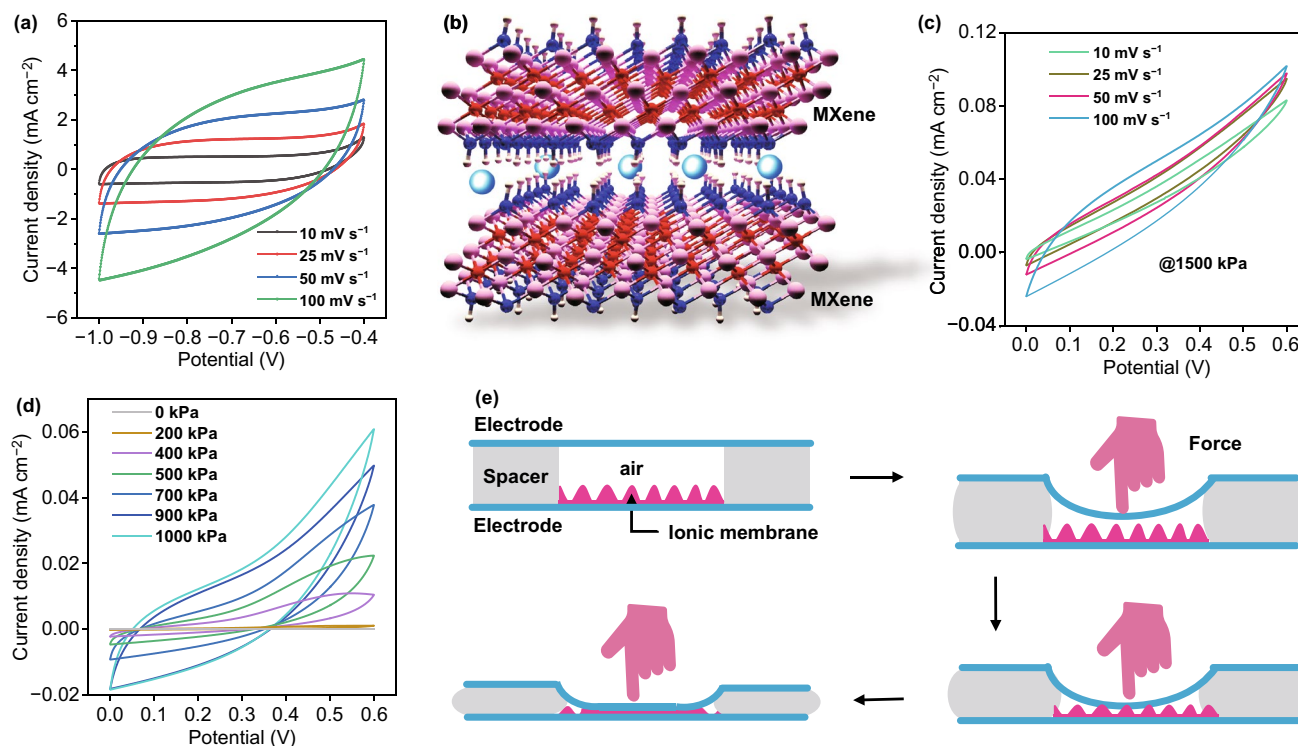 (a)
Current density (mA cm⁻²)
6
4
2
0
−2
−4
−6
10 mV s⁻¹
25 mV s⁻¹
50 mV s⁻¹
100 mV s⁻¹
−1.0 −0.9 −0.8 −0.7 −0.6 −0.5 −0.4
Potential (V)
(b)
MXene
MXene
(c)
Current density (mA cm⁻²)
0.12
0.08
0.04
0.00
−0.04
10 mV s⁻¹
25 mV s⁻¹
50 mV s⁻¹
100 mV s⁻¹
@1500 kPa
0.0 0.1 0.2 0.3 0.4 0.5 0.6
Potential (V)
(d)
Current density (mA cm⁻²)
0.06
0.04
0.02
0.00
−0.02
0 kPa
200 kPa
400 kPa
500 kPa
700 kPa
900 kPa
1000 kPa
0.0 0.1 0.2 0.3 0.4 0.5 0.6
Potential (V)
(e)
Electrode
Spacer
air
Electrode
Ionic membrane
Force